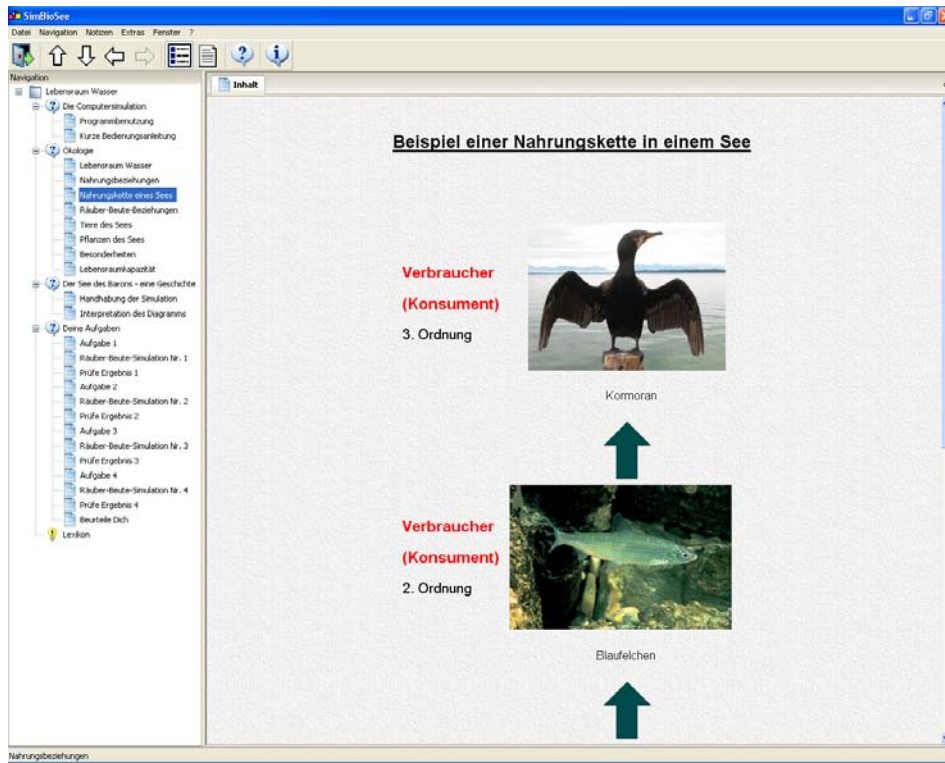 SimBioSee
Datei Navigation Notizen Extras Fenster ?
Navigation
Lebensraum Wasser
Die Computersimulation
Programmbenutzung
Kurze Bedienungsanleitung
Ökologie
Lebensraum Wasser
Nahrungsbeziehungen
Nahrungskette eines Sees
Räuber-Beute-Beziehungen
Tiere des Sees
Pflanzen des Sees
Besonderheiten
Lebensraumkapazität
Der See des Barons - eine Geschichte
Handhabung der Simulation
Interpretation des Diagramms
Deine Aufgaben
Aufgabe 1
Räuber-Beute-Simulation Nr. 1
Prüfe Ergebnis 1
Aufgabe 2
Räuber-Beute-Simulation Nr. 2
Prüfe Ergebnis 2
Aufgabe 3
Räuber-Beute-Simulation Nr. 3
Prüfe Ergebnis 3
Aufgabe 4
Räuber-Beute-Simulation Nr. 4
Prüfe Ergebnis 4
Beurteile Dich
Lexikon
Inhalt
Beispiel einer Nahrungskette in einem See
Verbraucher
(Konsument)
3. Ordnung
Kormoran
Verbraucher
(Konsument)
2. Ordnung
Blaufelchen
Nahrungsbeziehungen